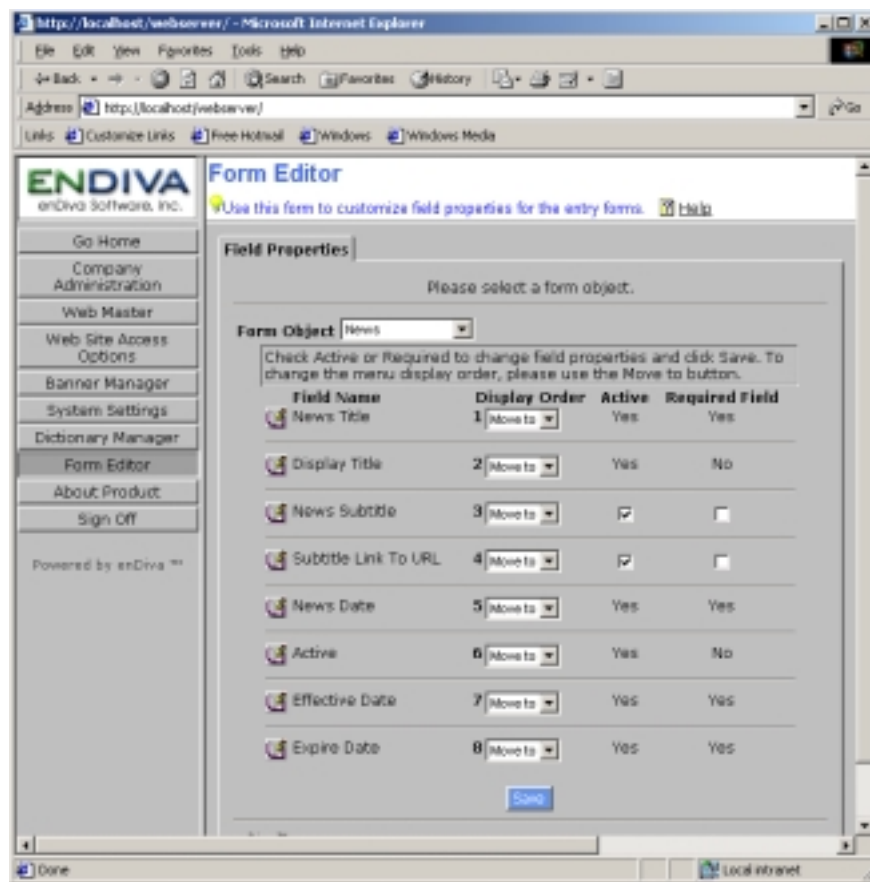 http://localhost/webserver/ - Microsoft Internet Explorer
File Edit View Favorites Tools Help
Back Search Favorites History
Address http://localhost/webserver/ Go
Links Customize Links Free Hotmail Windows Windows Media
ENDIVA
enDiva Software, Inc.
Go Home
Company Administration
Web Master
Web Site Access Options
Banner Manager
System Settings
Dictionary Manager
Form Editor
About Product
Sign Off
Powered by enDiva ™
Form Editor
Use this form to customize field properties for the entry forms. Help
Field Properties
Please select a form object.
Form Object News
Check Active or Required to change field properties and click Save. To
change the menu display order, please use the Move to button.
Field Name Display Order Active Required Field
News Title 1 Move to Yes Yes
Display Title 2 Move to Yes No
News Subtitle 3 Move to
Subtitle Link To URL 4 Move to
News Date 5 Move to Yes Yes
Active 6 Move to Yes No
Effective Date 7 Move to Yes Yes
Expire Date 8 Move to Yes Yes
Save
Done Local intranet